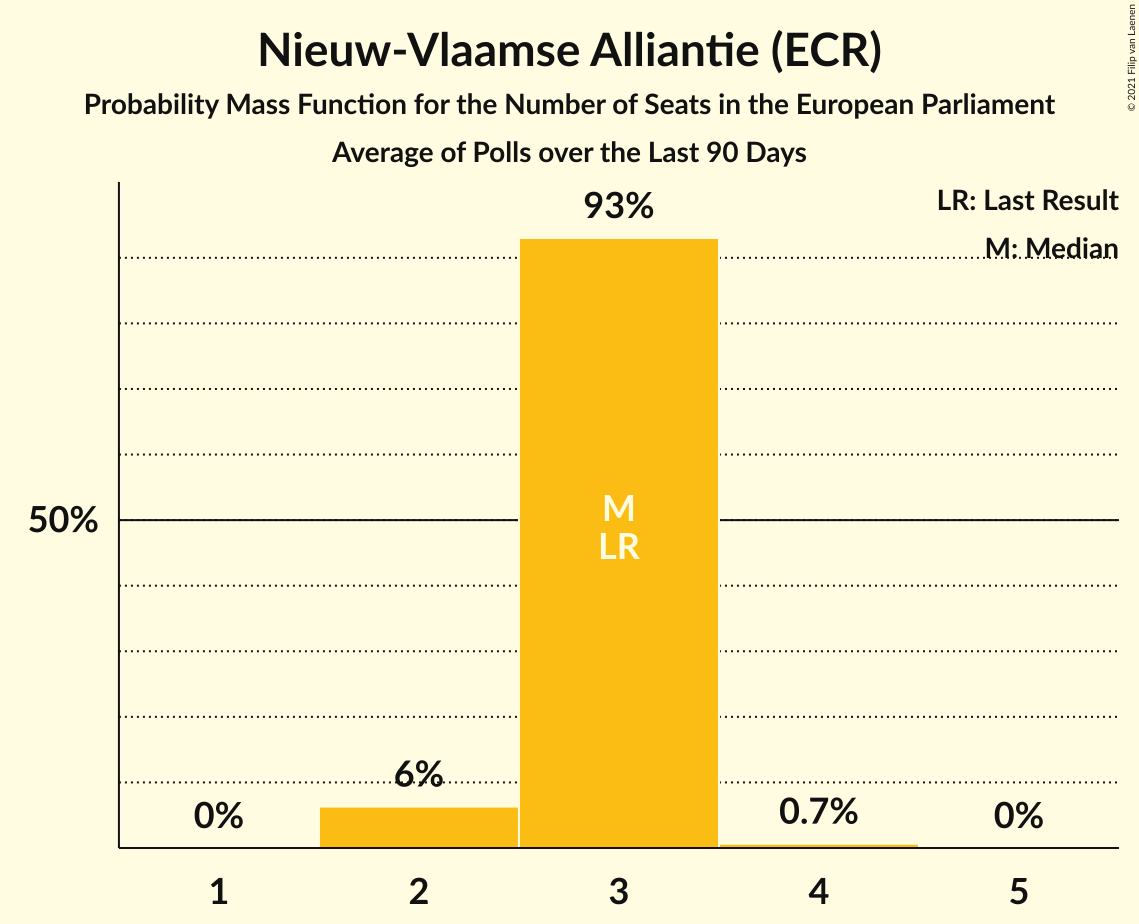 Nieuw-Vlaamse Alliantie (ECR)
Probability Mass Function for the Number of Seats in the European Parliament
Average of Polls over the Last 90 Days
© 2021 Filip van Laenen
LR: Last Result
M: Median
93%
M
LR
50%
6%
0%
0.7%
0%
1
2
3
4
5